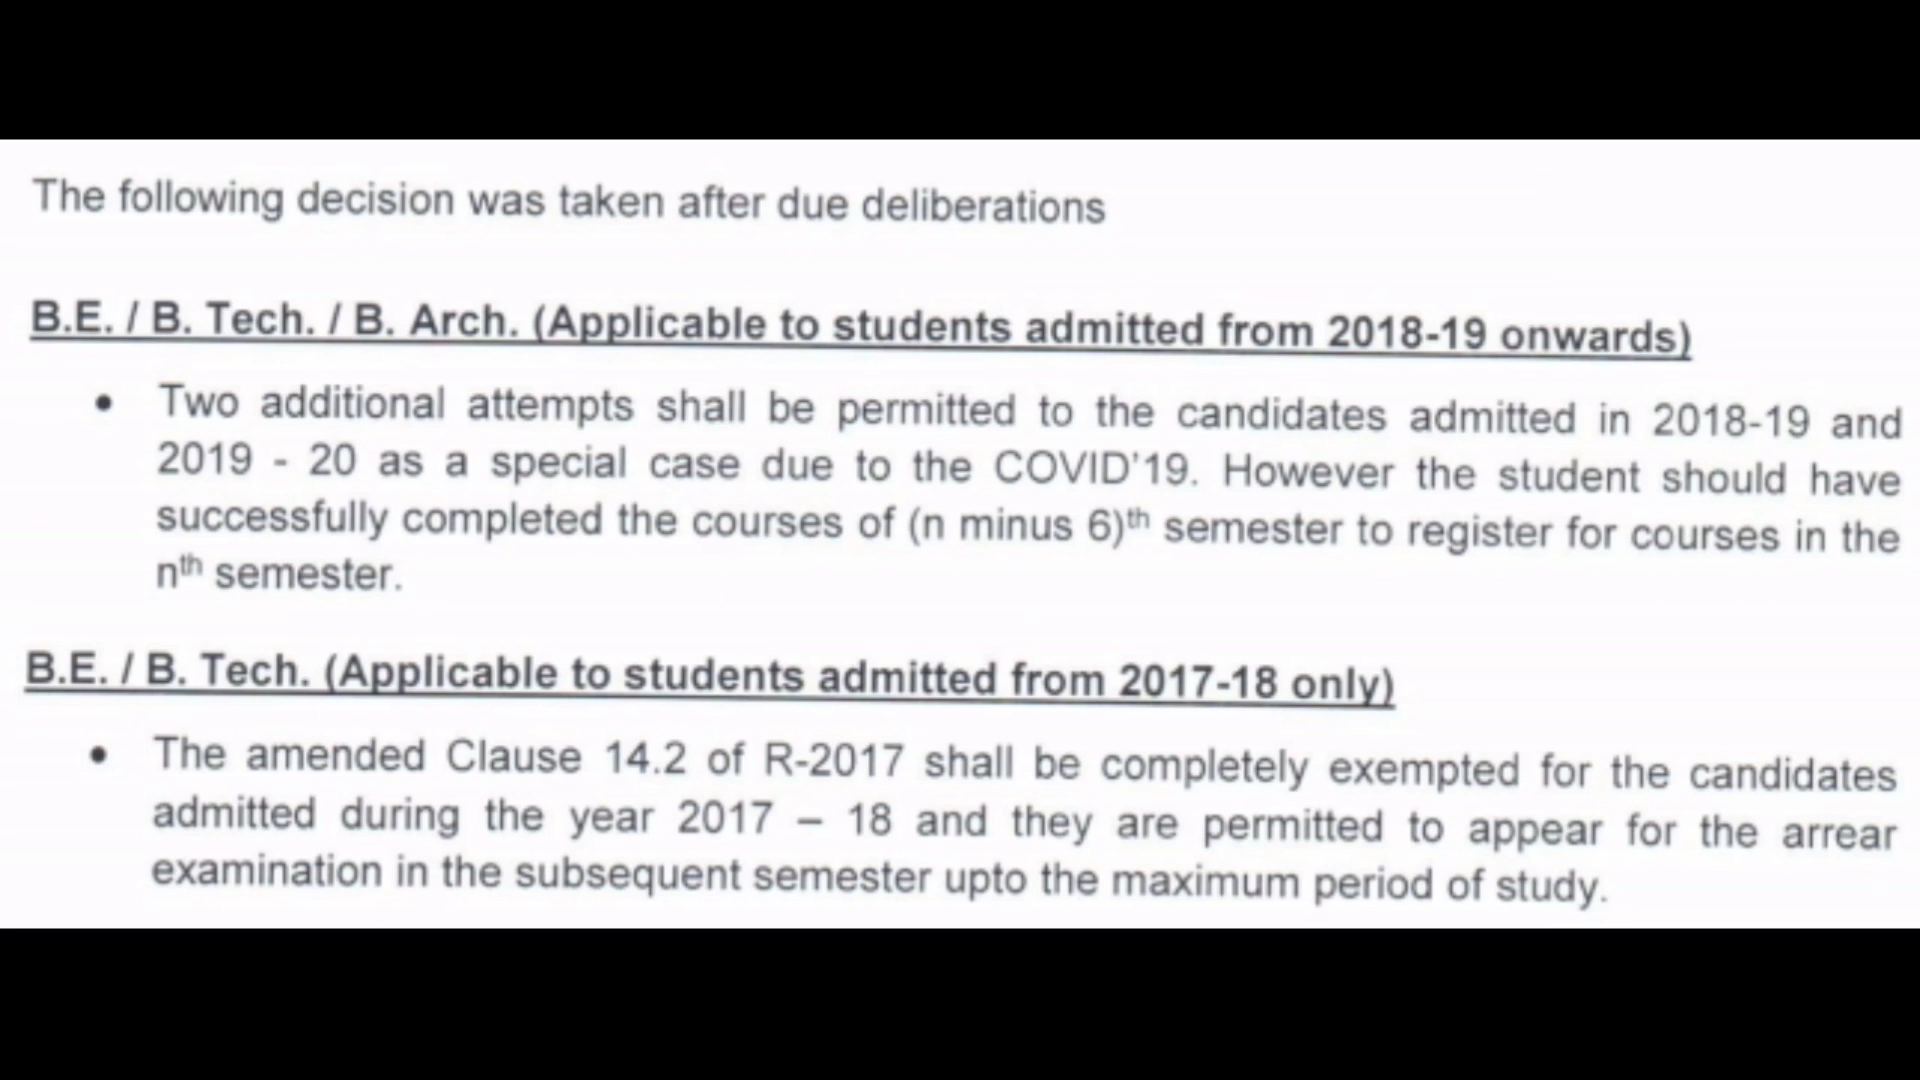 The following decision was taken after due deliberations
B.E. / B. Tech. / B. Arch. (Applicable to students admitted from 2018-19 onwards)
• Two additional attempts shall be permitted to the candidates admitted in 2018-19 and
2019 - 20 as a special case due to the COVID'19. However the student should have
successfully completed the courses of (n minus 6)th semester to register for courses in the
nth semester.
B.E. / B. Tech. (Applicable to students admitted from 2017-18 only)
• The amended Clause 14.2 of R-2017 shall be completely exempted for the candidates
admitted during the year 2017 – 18 and they are permitted to appear for the arrear
examination in the subsequent semester upto the maximum period of study.